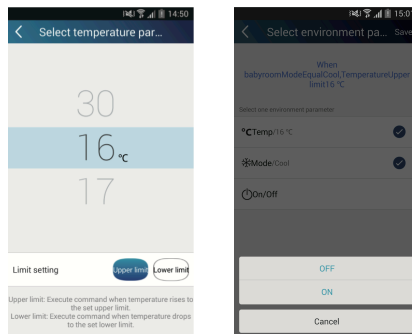 14:50
Select temperature par...
30
16 °C
17
Limit setting
Upper limit
Lower limit
Upper limit: Execute command when temperature rises to
the set upper limit.
Lower limit: Execute command when temperature drops
to the set lower limit.
15:01
Select environment pa... Save
When
babyroomModeEqualCool,TemperatureUpper
limit16 °C
Select one environment parameter
°CTemp/16 °C
Mode/Cool
On/Off
OFF
ON
Cancel